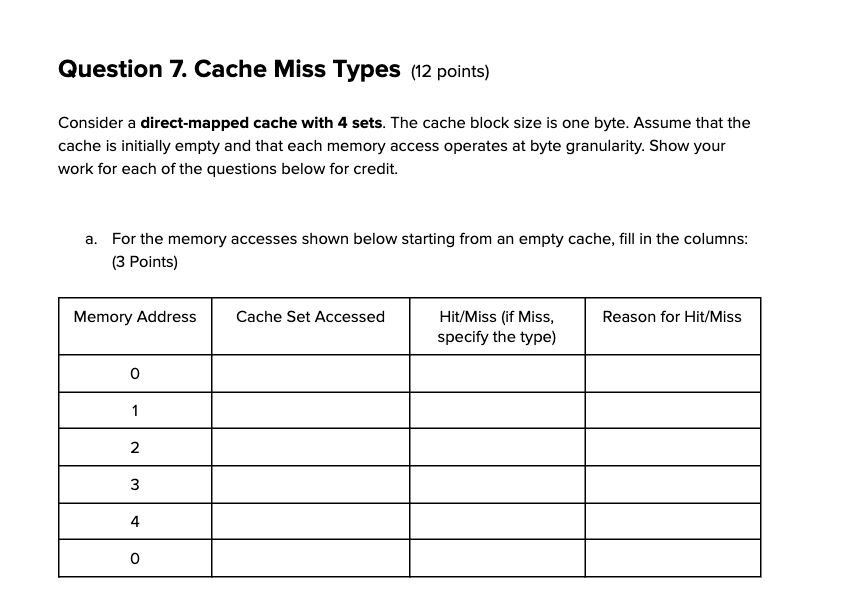 Question 7. Cache Miss Types (12 points)
Consider a direct-mapped cache with 4 sets. The cache block size is one byte. Assume that the
cache is initially empty and that each memory access operates at byte granularity. Show your
work for each of the questions below for credit.
a. For the memory accesses shown below starting from an empty cache, fill in the columns:
(3 Points)
Memory Address Cache Set Accessed Hit/Miss (if Miss, Reason for Hit/Miss
specify the type)
0
1
2
3
4
0